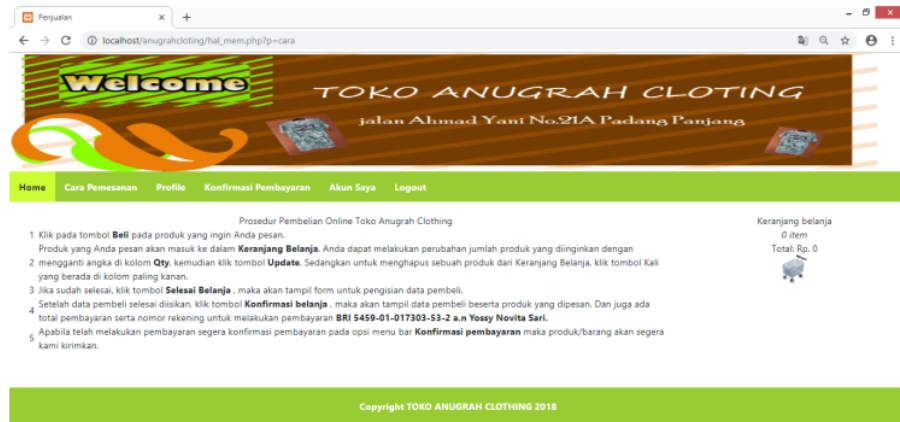 Penjualan
localhost/anugrahcloting/hal_mem.php?p=cara
Welcome
TOKO ANUGRAH CLOTING
jalan Ahmad Yani No.21A Padang Panjang
Home Cara Pemesanan Profile Konfirmasi Pembayaran Akun Saya Logout
Prosedur Pembelian Online Toko Anugrah Clothing
1 Klik pada tombol Beli pada produk yang ingin Anda pesan.
Produk yang Anda pesan akan masuk ke dalam Keranjang Belanja. Anda dapat melakukan perubahan jumlah produk yang diinginkan dengan
2 mengganti angka di kolom Qty, kemudian klik tombol Update. Sedangkan untuk menghapus sebuah produk dari Keranjang Belanja, klik tombol Kali
yang berada di kolom paling kanan.
3 Jika sudah selesai, klik tombol Selesai Belanja , maka akan tampil form untuk pengisian data pembeli.
4 Setelah data pembeli selesai diisikan, klik tombol Konfirmasi belanja , maka akan tampil data pembeli beserta produk yang dipesan. Dan juga ada
total pembayaran serta nomor rekening untuk melakukan pembayaran BRI 5459-01-017303-53-2 a.n Yossy Novita Sari.
5 Apabila telah melakukan pembayaran segera konfirmasi pembayaran pada opsi menu bar Konfirmasi pembayaran maka produk/barang akan segera
kami kirimkan.
Keranjang belanja
0 item
Total: Rp. 0
Copyright TOKO ANUGRAH CLOTHING 2018